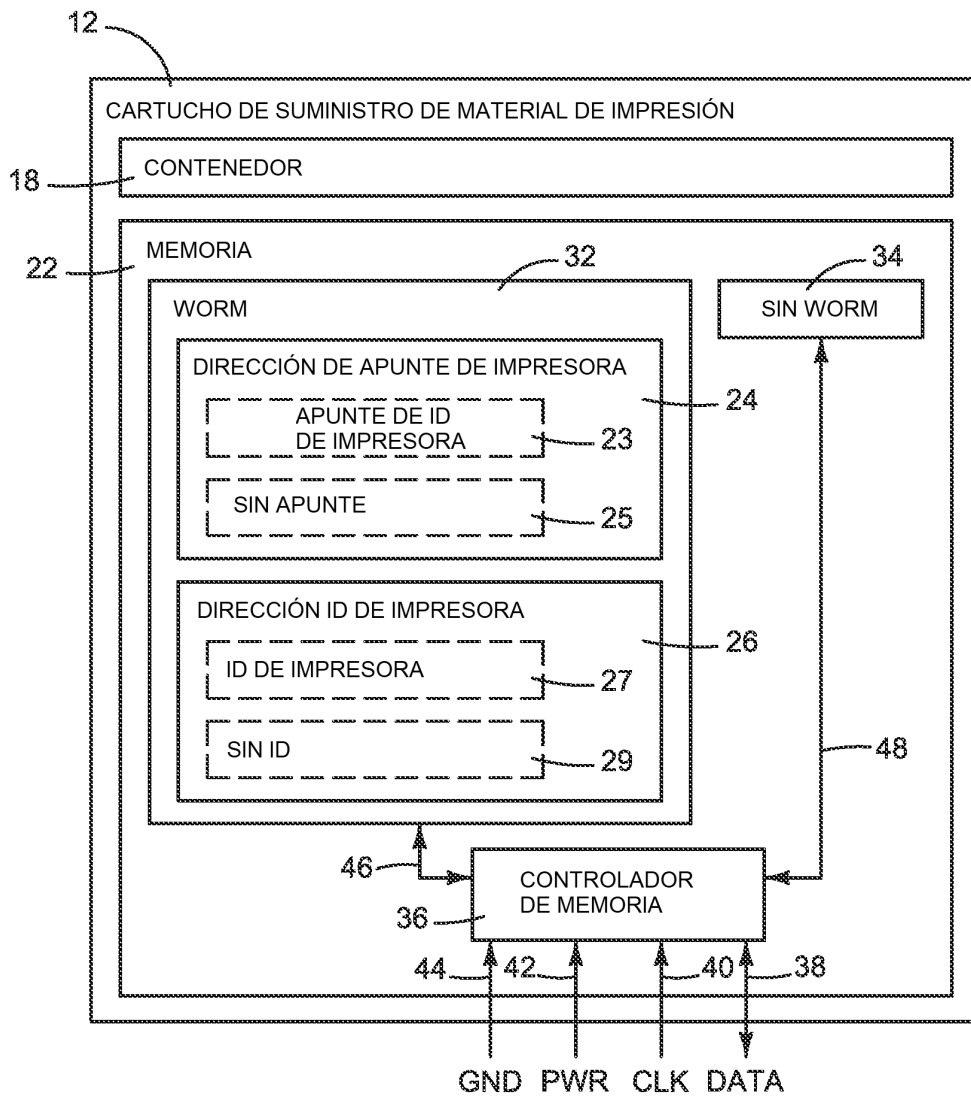 12
CARTUCHO DE SUMINISTRO DE MATERIAL DE IMPRESIÓN
CONTENEDOR
18
MEMORIA
22
32
34
WORM
SIN WORM
DIRECCIÓN DE APUNTE DE IMPRESORA
24
APUNTE DE ID
DE IMPRESORA
23
SIN APUNTE
25
DIRECCIÓN ID DE IMPRESORA
26
ID DE IMPRESORA
27
SIN ID
29
48
46
CONTROLADOR
DE MEMORIA
36
44
42
40
38
GND PWR CLK DATA